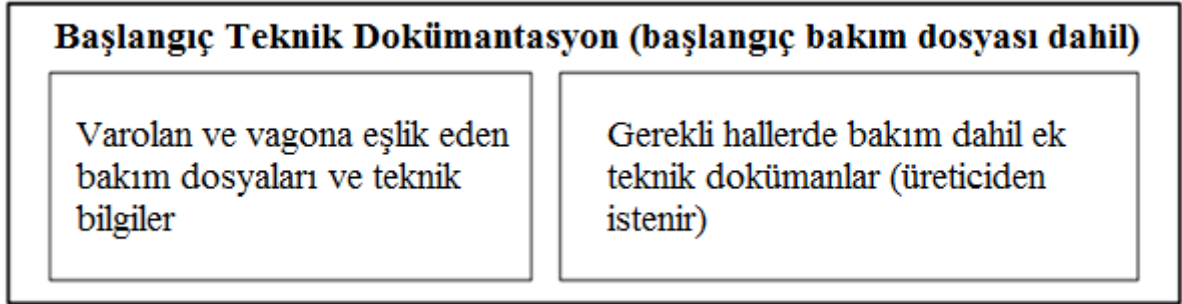 Başlangıç Teknik Dokümantasyon (başlangıç bakım dosyası dahil)
Varolan ve vagona eşlik eden
bakım dosyaları ve teknik
bilgiler
Gerekli hallerde bakım dahil ek
teknik dokümanlar (üreticiden
istenir)